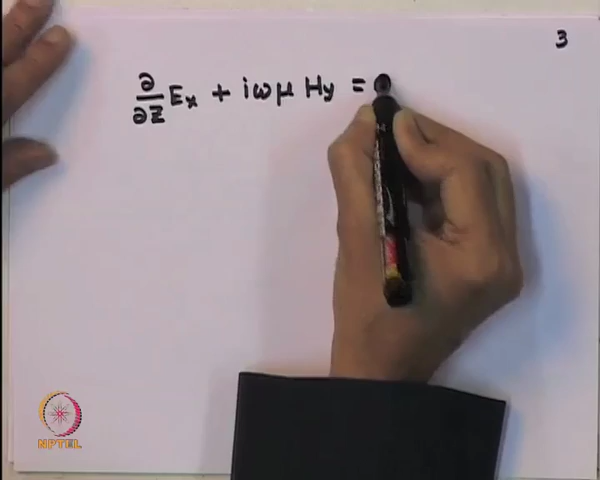 3
∂/∂z Ex + iωμ Hy = 0
NPTEL